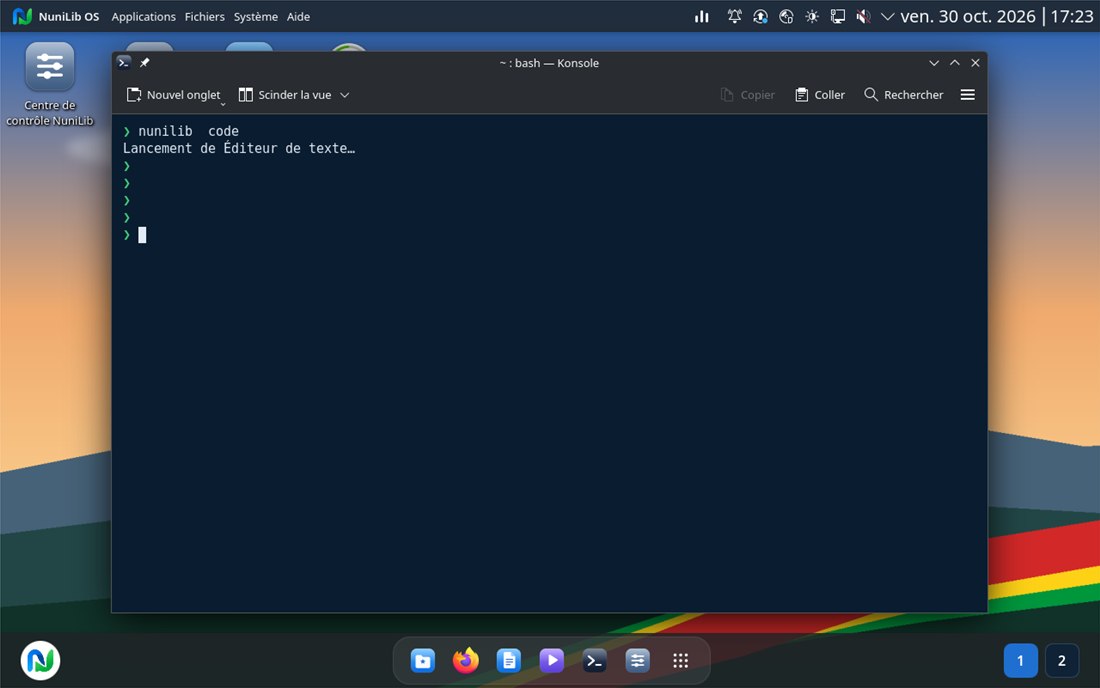 NuniLib OS Applications Fichiers Système Aide ven. 30 oct. 2026 | 17:23
Centre de
contrôle NuniLib
~ : bash — Konsole
Nouvel onglet Scinder la vue Copier Coller Rechercher
❯ nunilib  code
Lancement de Éditeur de texte…
❯
❯
❯
❯
❯
1 2